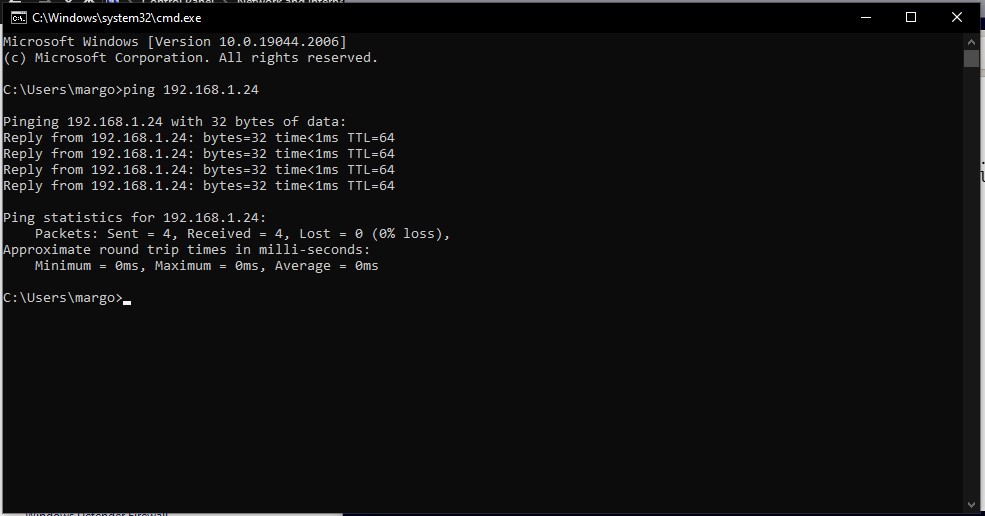 C:\Windows\system32\cmd.exe
Microsoft Windows [Version 10.0.19044.2006]
(c) Microsoft Corporation. All rights reserved.
C:\Users\margo>ping 192.168.1.24
Pinging 192.168.1.24 with 32 bytes of data:
Reply from 192.168.1.24: bytes=32 time<1ms TTL=64
Reply from 192.168.1.24: bytes=32 time<1ms TTL=64
Reply from 192.168.1.24: bytes=32 time<1ms TTL=64
Reply from 192.168.1.24: bytes=32 time<1ms TTL=64
Ping statistics for 192.168.1.24:
Packets: Sent = 4, Received = 4, Lost = 0 (0% loss),
Approximate round trip times in milli-seconds:
Minimum = 0ms, Maximum = 0ms, Average = 0ms
C:\Users\margo>